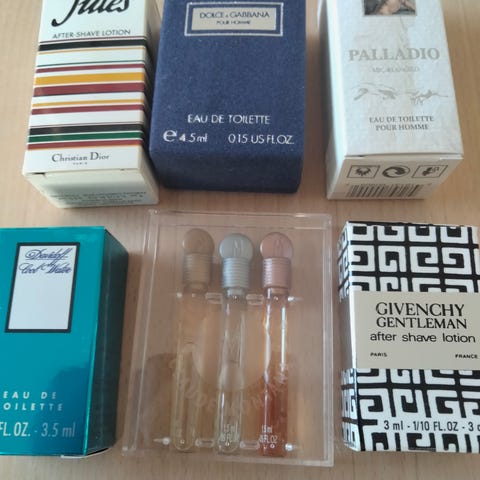 Jules
AFTER-SHAVE LOTION
Christian Dior
PARIS
DOLCE & GABBANA
POUR HOMME
EAU DE TOILETTE
e 4.5 ml 0.15 US FL.OZ.
PALLADIO
EAU DE TOILETTE
POUR HOMME
Davidoff
Cool Water
EAU DE
TOILETTE
FL.OZ. - 3.5 ml
GIVENCHY
GENTLEMAN
after shave lotion
PARIS FRANCE
3 ml - 1/10 FL. OZ - 3